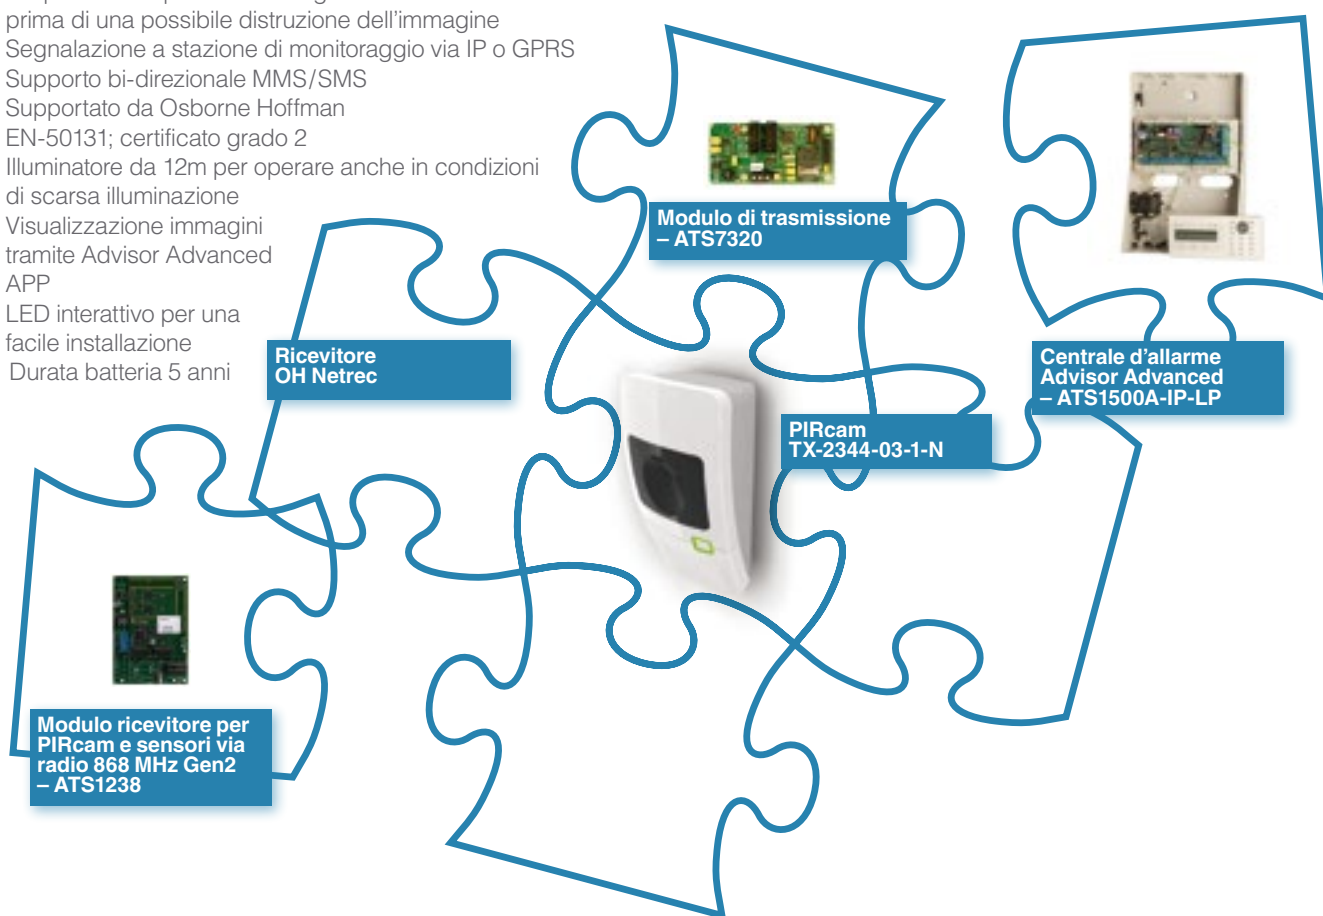 prima di una possibile distruzione dell'immagine
Segnalazione a stazione di monitoraggio via IP o GPRS
Supporto bi-direzionale MMS/SMS
Supportato da Osborne Hoffman
EN-50131; certificato grado 2
Illuminatore da 12m per operare anche in condizioni
di scarsa illuminazione
Visualizzazione immagini
tramite Advisor Advanced
APP
LED interattivo per una
facile installazione
Durata batteria 5 anni
Modulo di trasmissione
– ATS7320
Ricevitore
OH Netrec
Centrale d'allarme
Advisor Advanced
– ATS1500A-IP-LP
PIRcam
TX-2344-03-1-N
Modulo ricevitore per
PIRcam e sensori via
radio 868 MHz Gen2
– ATS1238